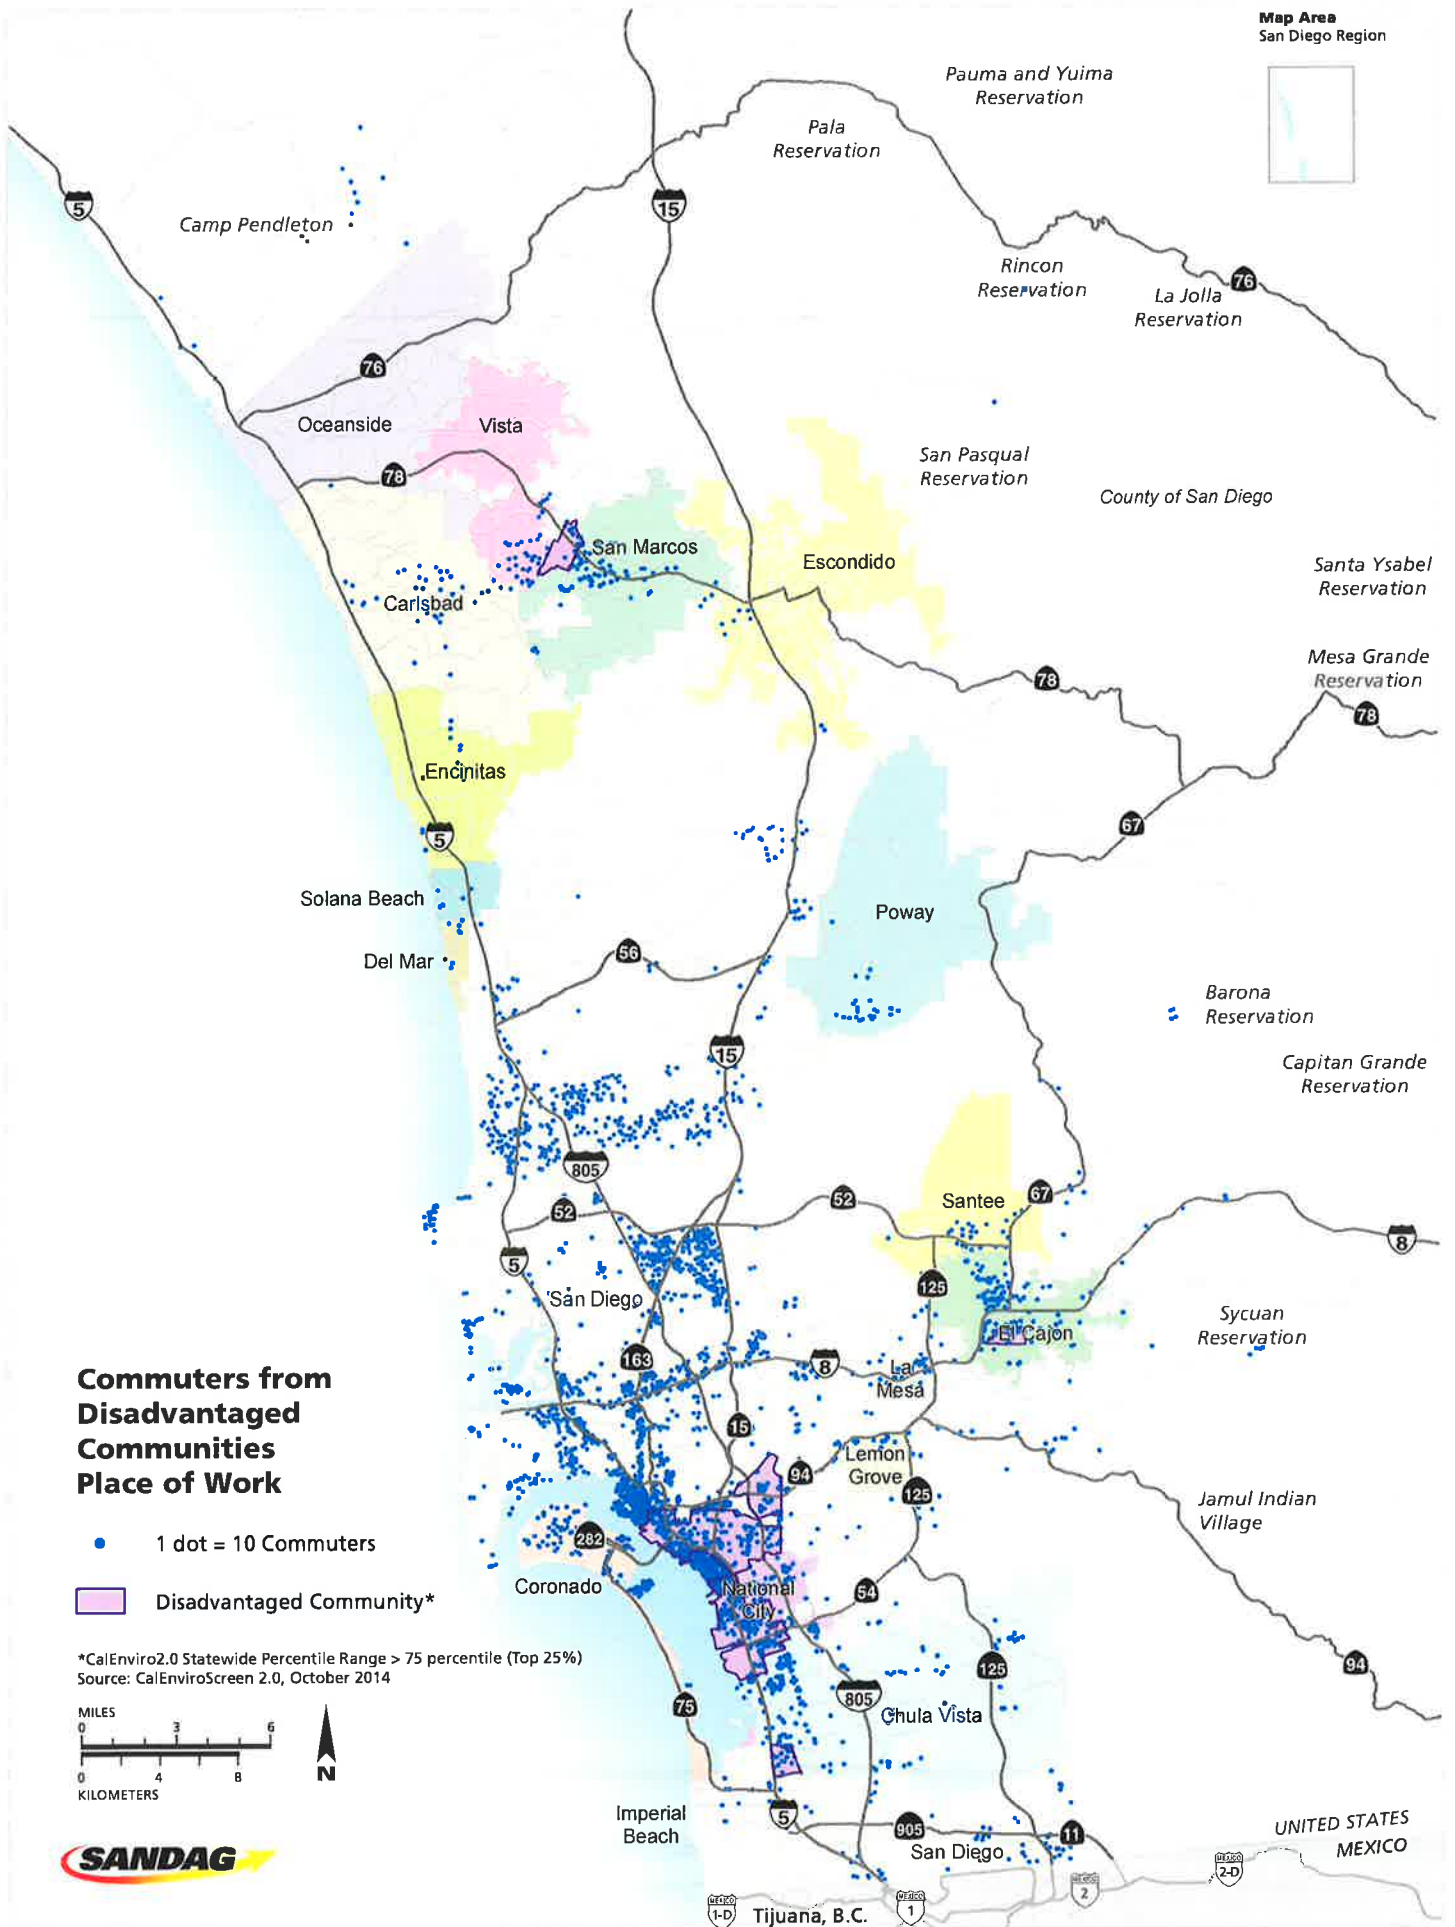 Map Area
San Diego Region
Pauma and Yuima
Reservation
Pala
Reservation
5
15
Camp Pendleton
Rincon
Reservation
76
La Jolla
Reservation
76
Oceanside
Vista
San Pasqual
Reservation
78
County of San Diego
San Marcos
Escondido
Santa Ysabel
Reservation
Carlsbad
Mesa Grande
Reservation
78
78
Encinitas
67
5
Solana Beach
Poway
56
Del Mar
Barona
Reservation
15
Capitan Grande
Reservation
805
52
52
Santee
67
8
5
125
San Diego
Sycuan
Reservation
El Cajon
163
8
La
Mesa
Commuters from
Disadvantaged
Communities
Place of Work
15
Lemon
Grove
94
125
Jamul Indian
Village
1 dot = 10 Commuters
282
Coronado
National
City
54
Disadvantaged Community*
*CalEnviro2.0 Statewide Percentile Range > 75 percentile (Top 25%)
Source: CalEnviroScreen 2.0, October 2014
94
125
805
75
Chula Vista
MILES
0 3 6
0 4 8
KILOMETERS
N
Imperial
Beach
5
905
11
San Diego
UNITED STATES
MEXICO
SANDAG
MEXICO
2-D
MEXICO
2
MEXICO
1-D
Tijuana, B.C.
MEXICO
1